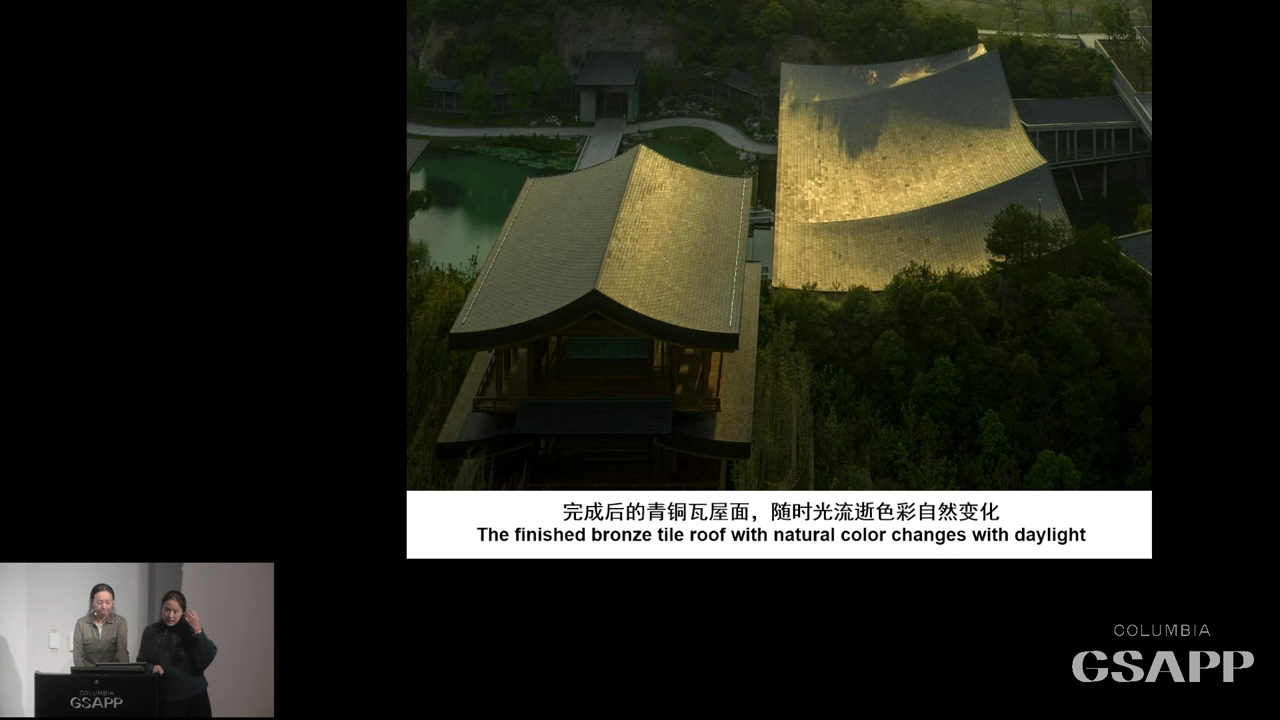 完成后的青铜瓦屋面，随时光流逝色彩自然变化
The finished bronze tile roof with natural color changes with daylight
COLUMBIA
GSAPP
COLUMBIA
GSAPP